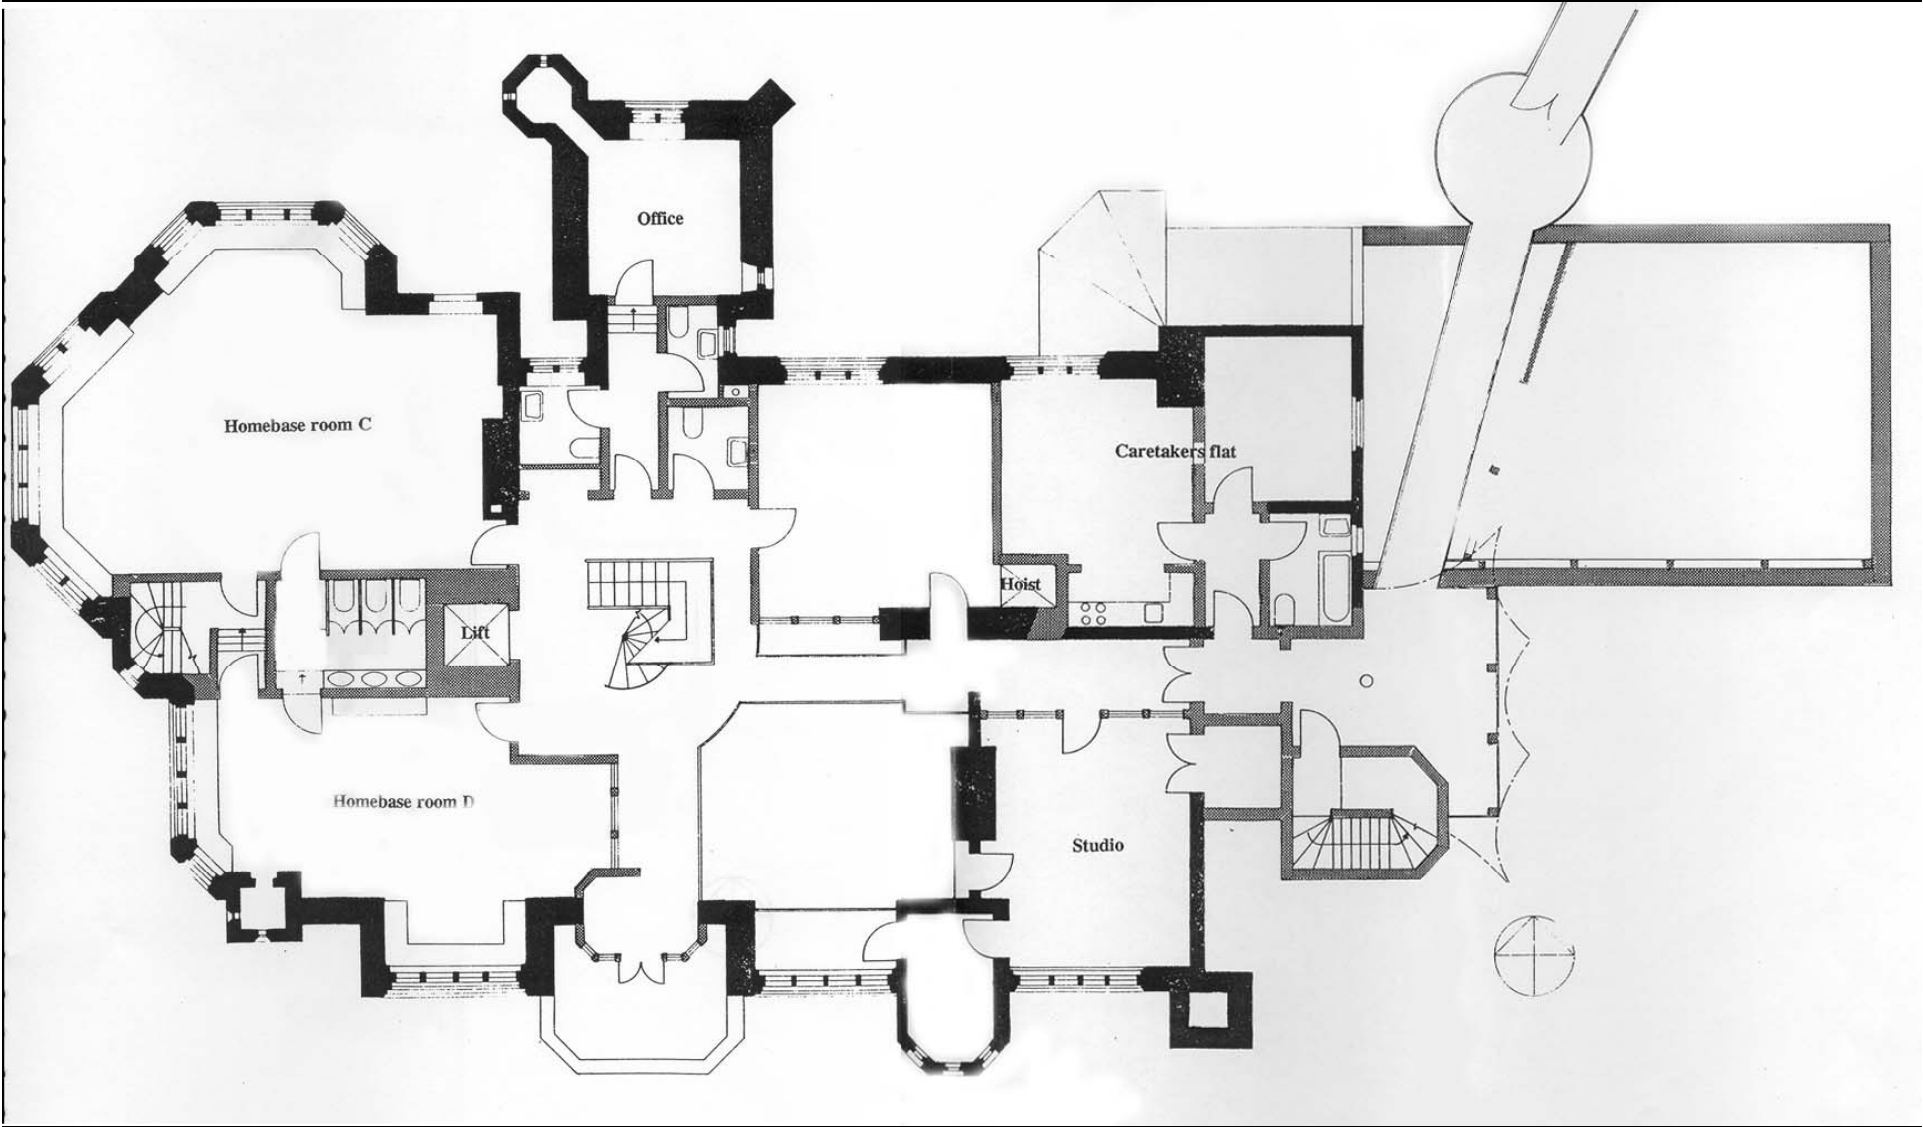 Office
Homebase room C
Caretakers flat
Hoist
Lift
Homebase room D
Studio